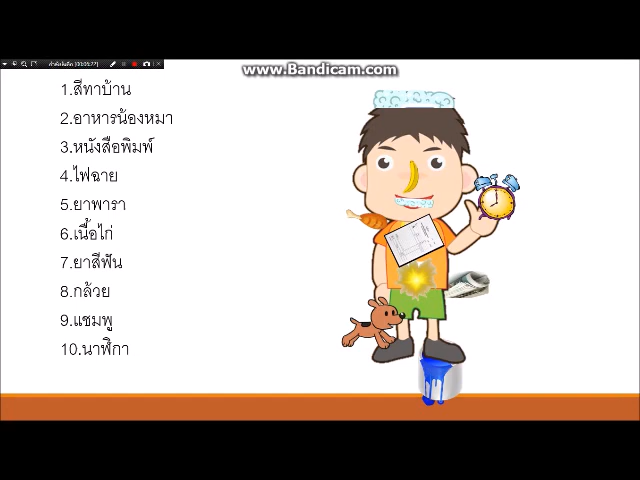 www.Bandicam.com
1.สีทาบ้าน
2.อาหารน้องหมา
3.หนังสือพิมพ์
4.ไฟฉาย
5.ยาพารา
6.เนื้อไก่
7.ยาสีฟัน
8.กล้วย
9.แชมพู
10.นาฬิกา